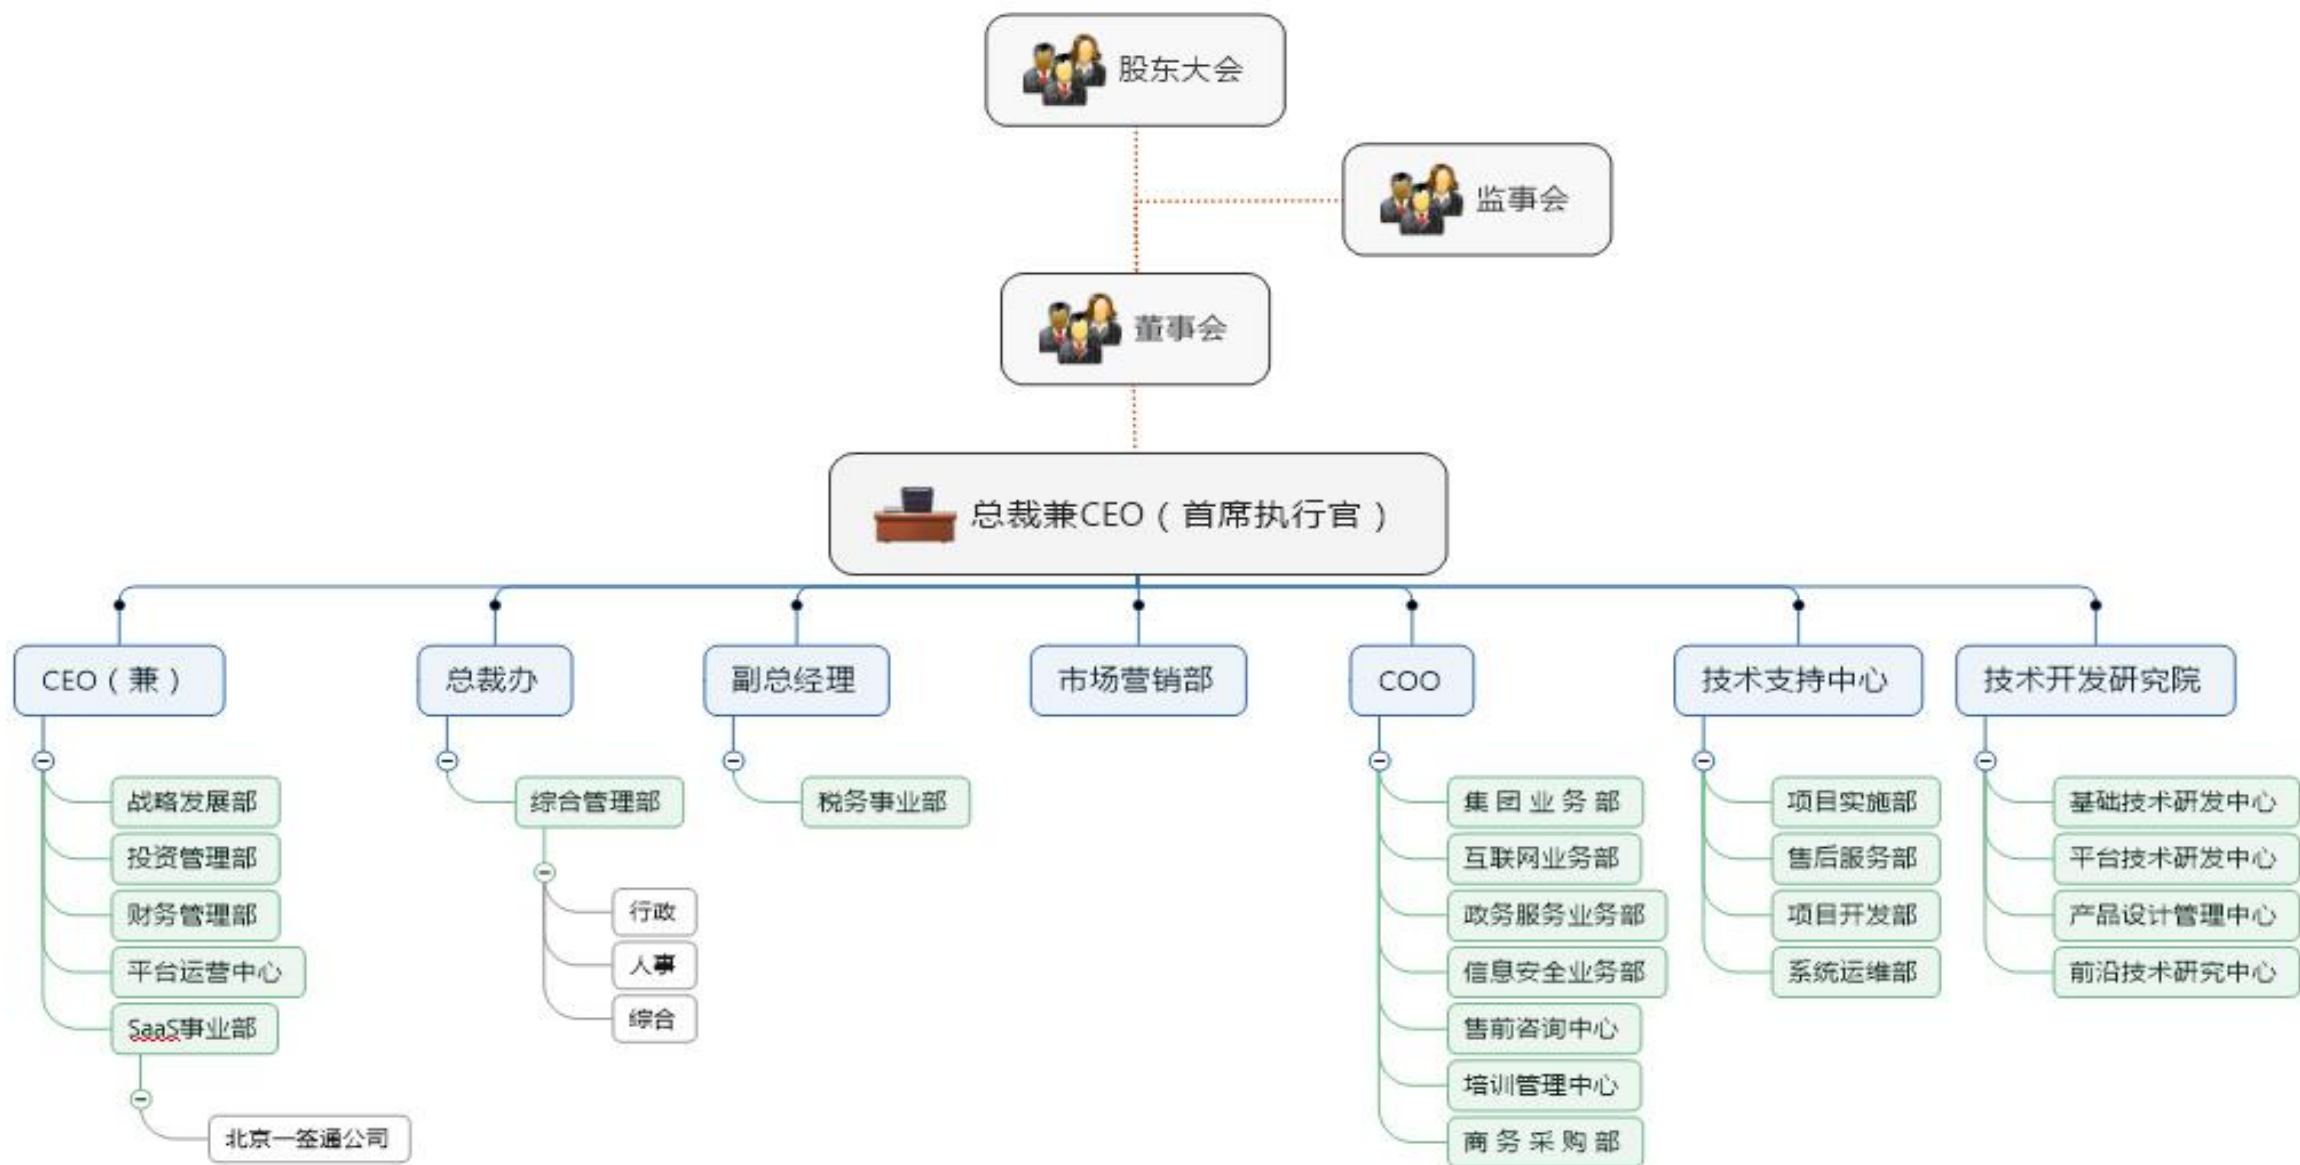 股东大会
监事会
董事会
总裁兼CEO（首席执行官）
CEO（兼）
总裁办
副总经理
市场营销部
COO
技术支持中心
技术开发研究院
战略发展部
投资管理部
财务管理部
平台运营中心
SaaS事业部
北京一签通公司
综合管理部
行政
人事
综合
税务事业部
集团业务部
互联网业务部
政务服务业务部
信息安全业务部
售前咨询中心
培训管理中心
商务采购部
项目实施部
售后服务部
项目开发部
系统运维部
基础技术研发中心
平台技术研发中心
产品设计管理中心
前沿技术研究中心